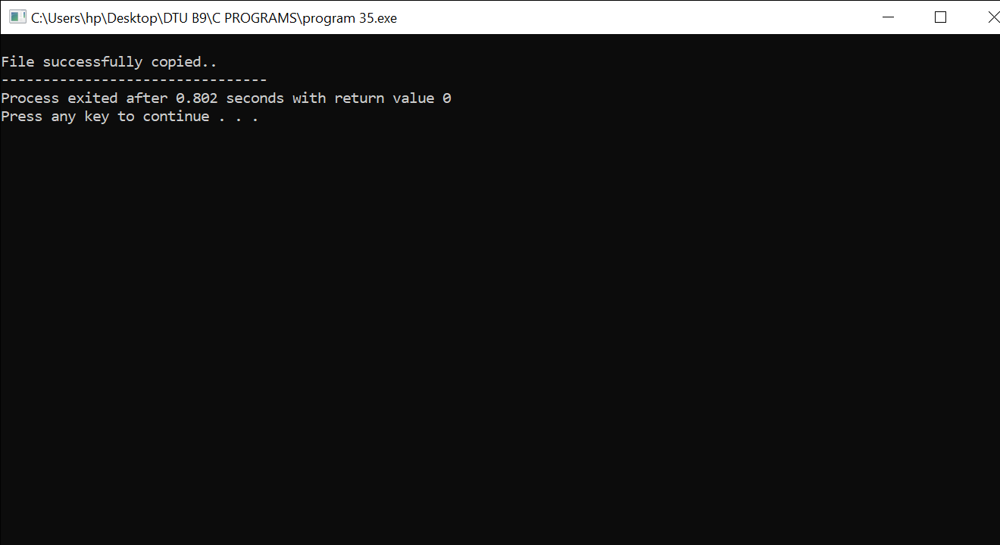 C:\Users\hp\Desktop\DTU B9\C PROGRAMS\program 35.exe
File successfully copied..
--------------------------------
Process exited after 0.802 seconds with return value 0
Press any key to continue . . .